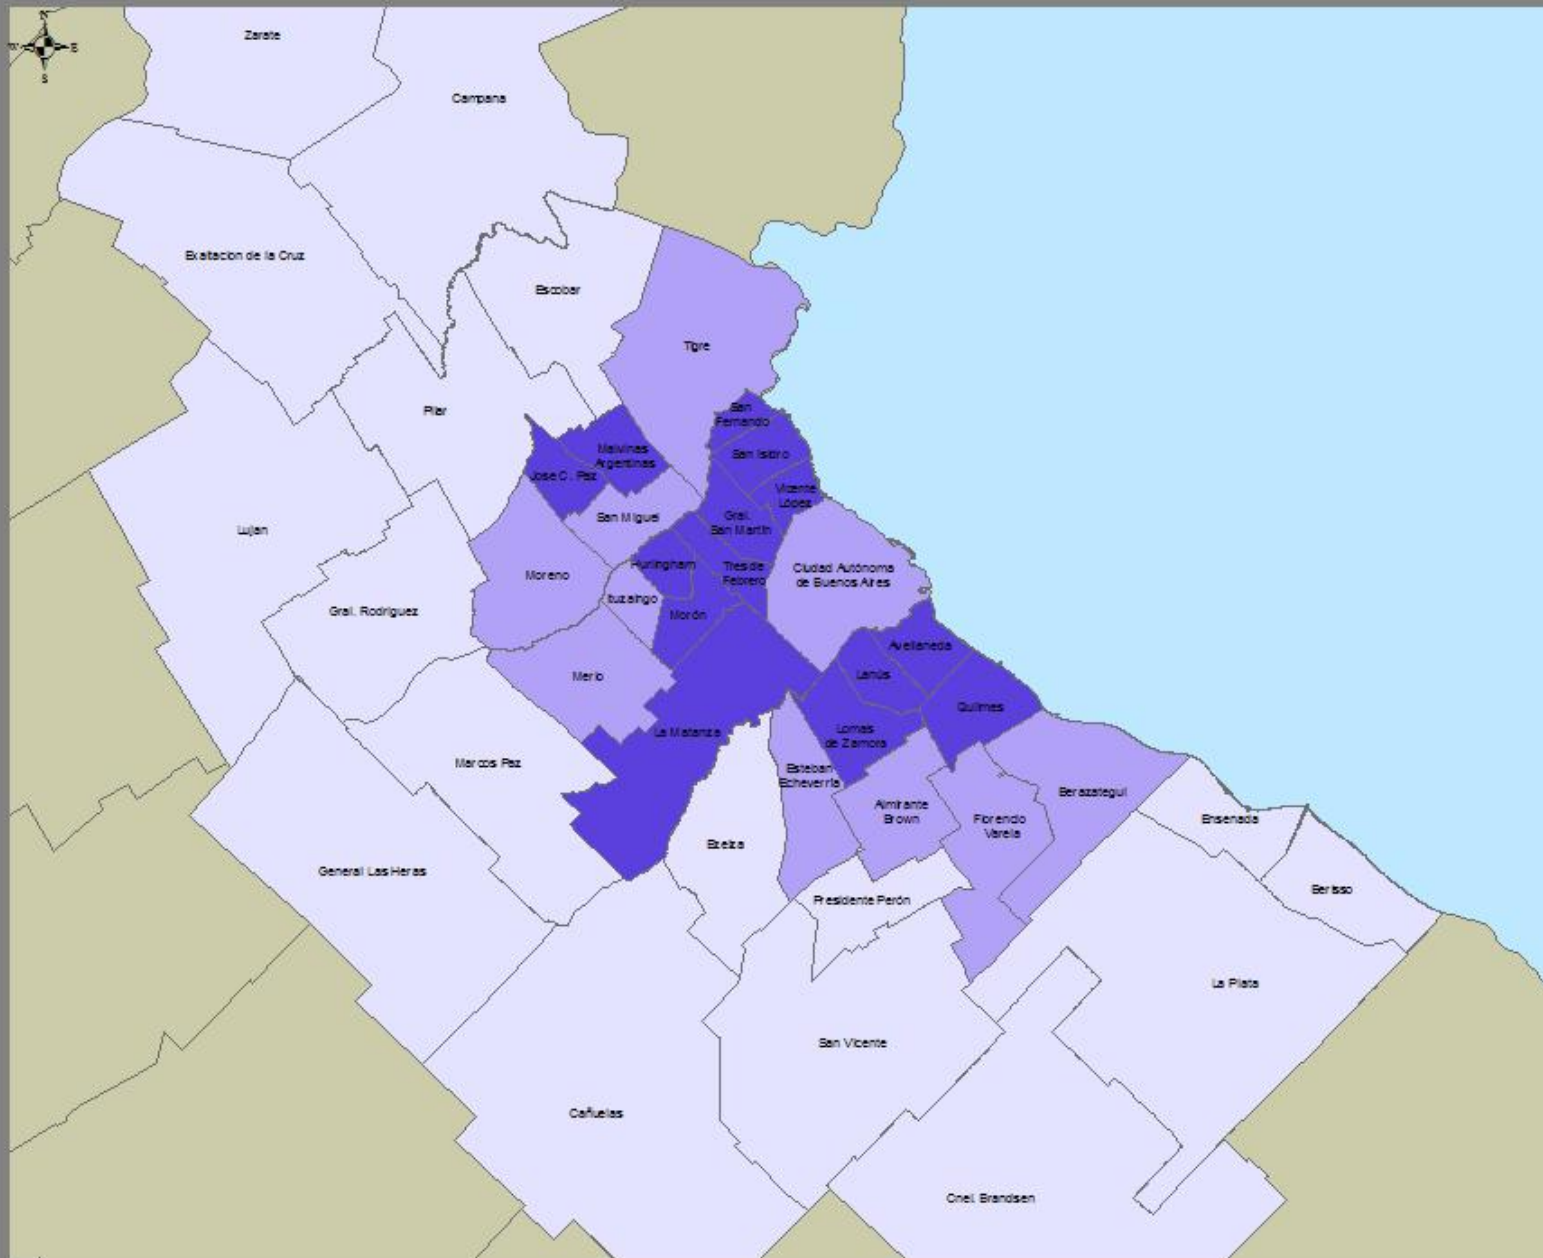 N
W
S
S
Zarate
Campana
Exaltacion de la Cruz
Escobar
Tigre
Pilar
San
Fernando
Malvinas
Argentinas
San Isidro
Jose C. Paz
Vicente
López
San Miguel
Gral.
San Martín
Lujan
Hurlingham
Tres de
Febrero
Ciudad Autónoma
de Buenos Aires
Moreno
Ituzaingo
Gral. Rodriguez
Morón
Avellaneda
Merlo
Lanús
Quilmes
La Matanza
Lomas
de Zamora
Marcos Paz
Esteban
Echeverría
Berazategui
Almirante
Brown
Florencio
Varela
Ensenada
Ezeiza
General Las Heras
Berisso
Presidente Perón
La Plata
San Vicente
Cañuelas
Cnel. Brandsen